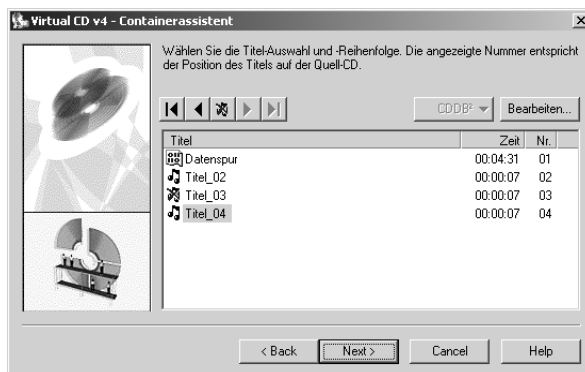 Virtual CD v4 - Containerassistent
Wählen Sie die Titel-Auswahl und -Reihenfolge. Die angezeigte Nummer entspricht
der Position des Titels auf der Quell-CD.
CDDB² Bearbeiten...
Titel Zeit Nr.
Datenspur 00:04:31 01
Titel_02 00:00:07 02
Titel_03 00:00:07 03
Titel_04 00:00:07 04
< Back Next > Cancel Help